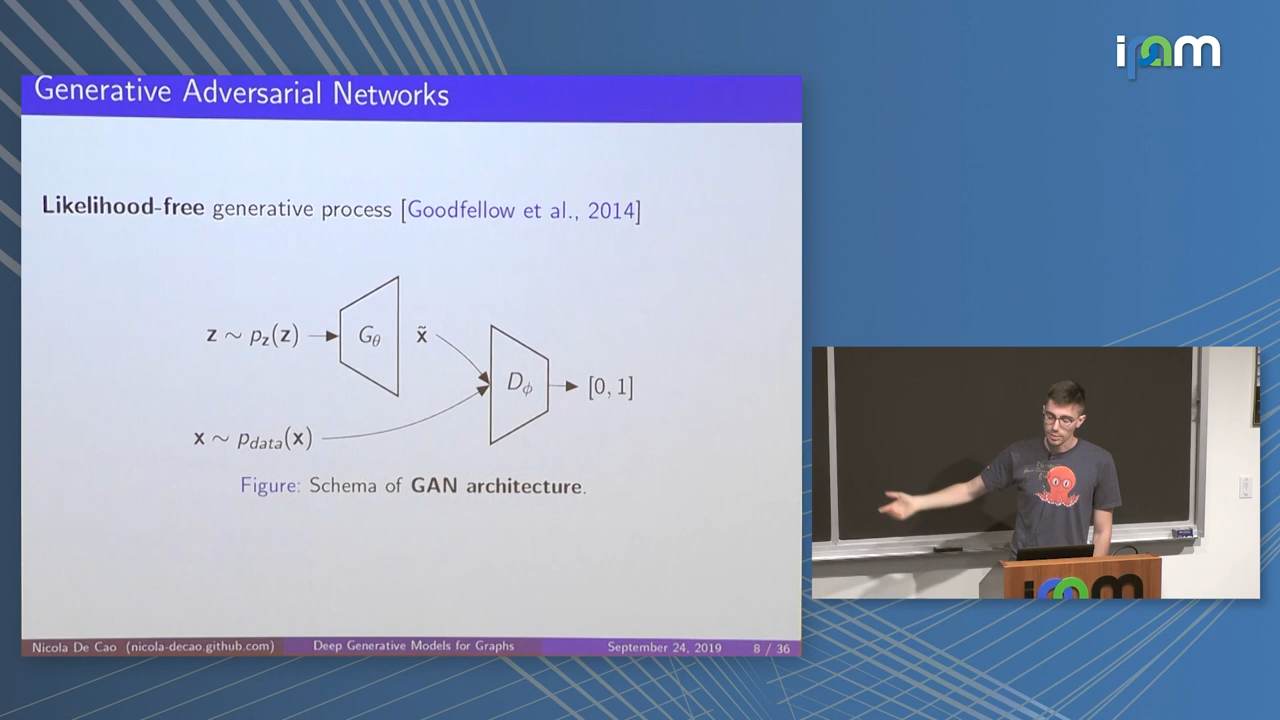 ipam
Generative Adversarial Networks
Likelihood-free generative process [Goodfellow et al., 2014]
z ∼ p_z(z)
G_θ
x̃
D_ϕ
[0, 1]
x ∼ p_data(x)
Figure: Schema of GAN architecture.
Nicola De Cao (nicola-decao.github.com)
Deep Generative Models for Graphs
September 24, 2019
8 / 36
ipam